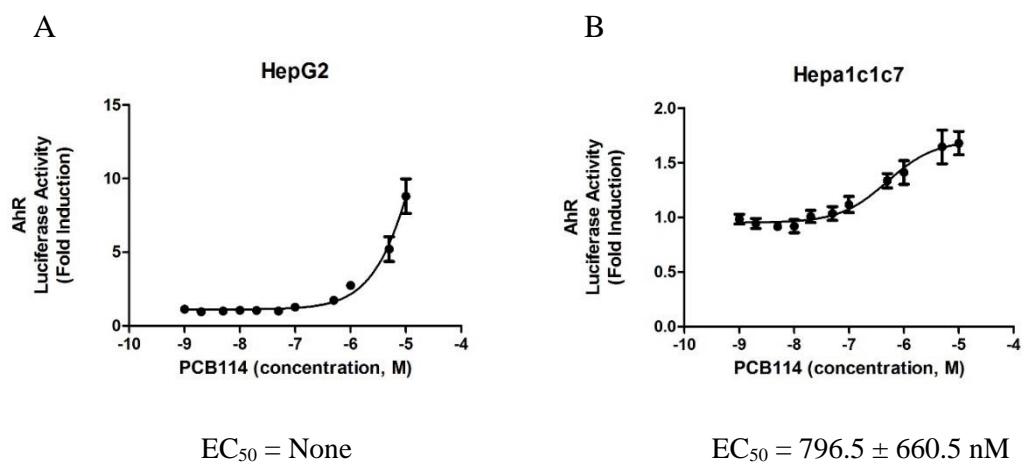 A
HepG2
AhR
Luciferase Activity
(Fold Induction)
15
10
5
0
-10
-9
-8
-7
-6
-5
-4
PCB114 (concentration, M)
EC₅₀ = None
B
Hepa1c1c7
AhR
Luciferase Activity
(Fold Induction)
2.0
1.5
1.0
0.5
0.0
-10
-9
-8
-7
-6
-5
-4
PCB114 (concentration, M)
EC₅₀ = 796.5 ± 660.5 nM